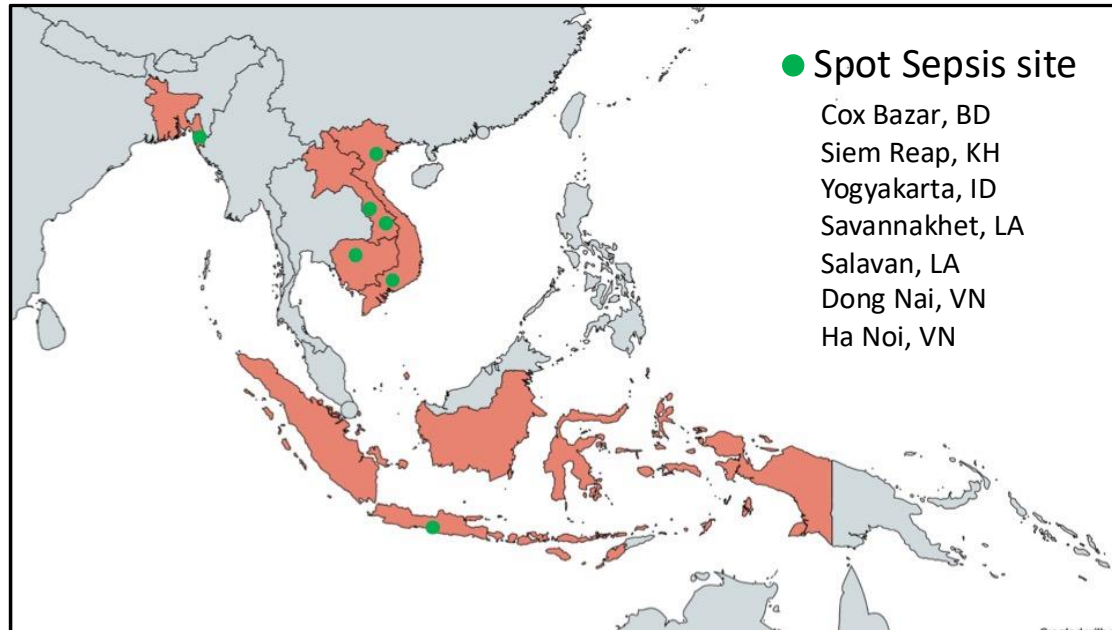 Spot Sepsis site
Cox Bazar, BD
Siem Reap, KH
Yogyakarta, ID
Savannakhet, LA
Salavan, LA
Dong Nai, VN
Ha Noi, VN